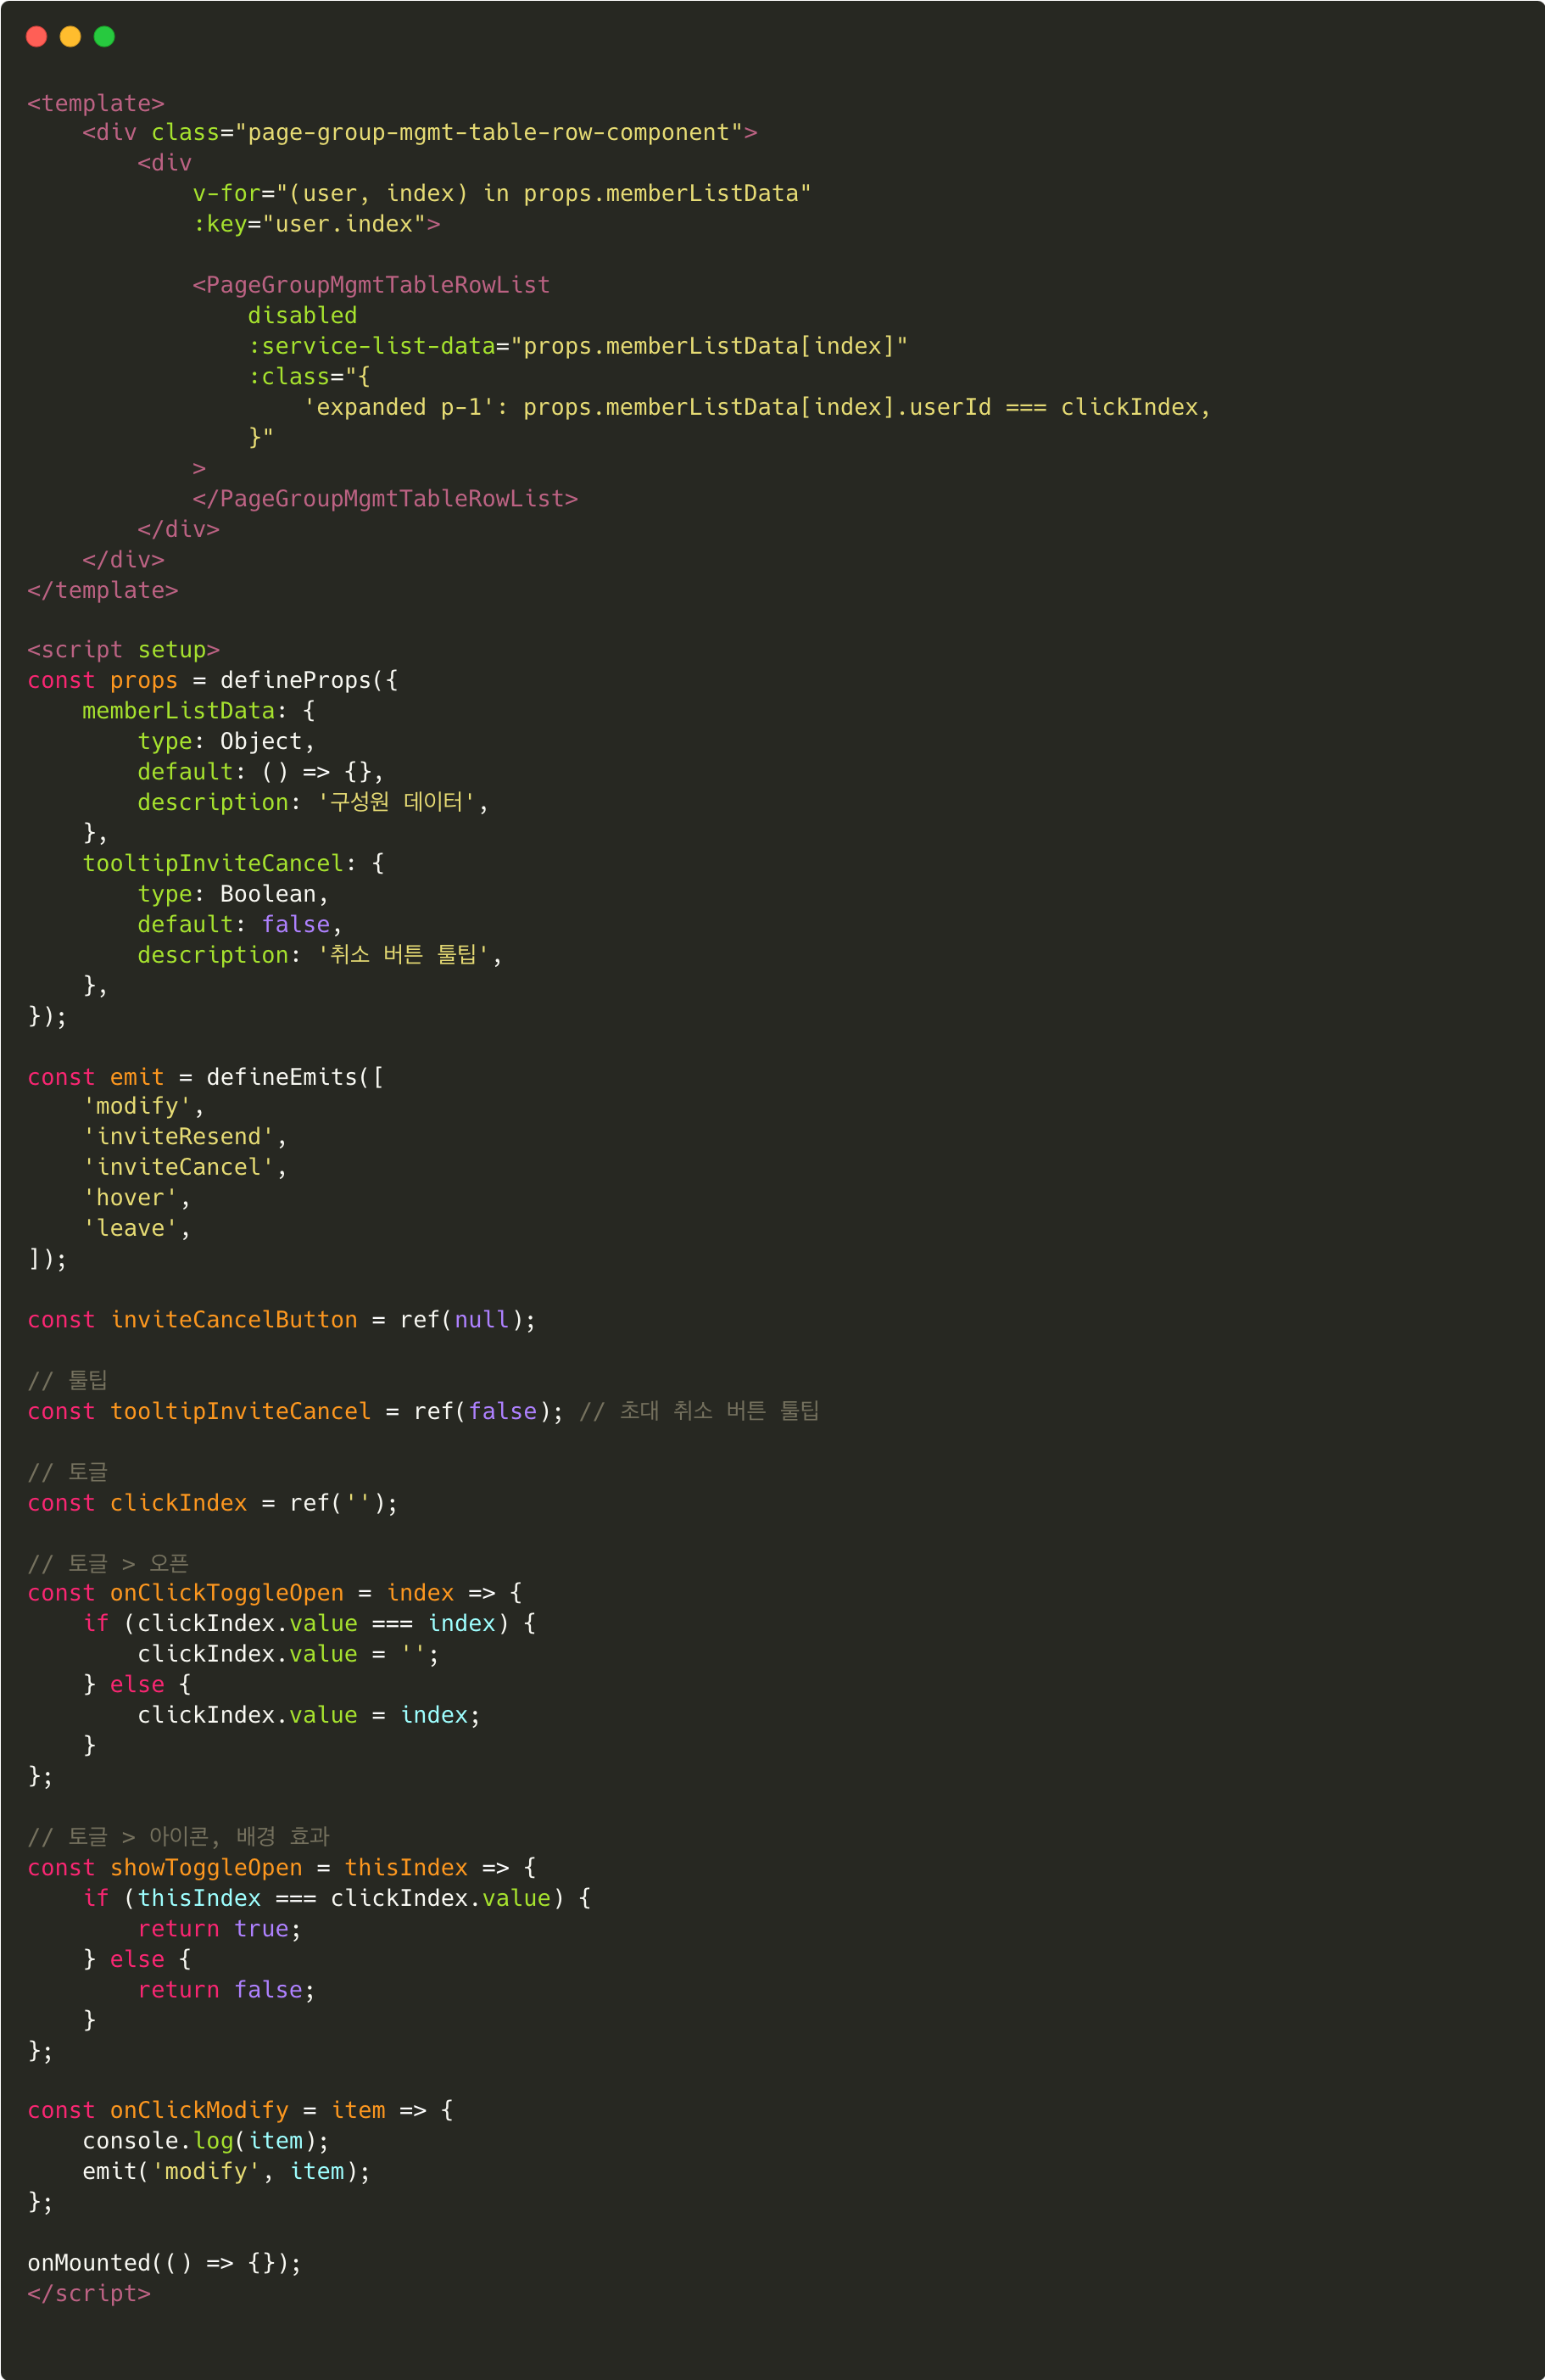 <template>
    <div class="page-group-mgmt-table-row-component">
        <div
            v-for="(user, index) in props.memberListData"
            :key="user.index">

            <PageGroupMgmtTableRowList
                disabled
                :service-list-data="props.memberListData[index]"
                :class="{
                    'expanded p-1': props.memberListData[index].userId === clickIndex,
                }"
            >
            </PageGroupMgmtTableRowList>
        </div>
    </div>
</template>

<script setup>
const props = defineProps({
    memberListData: {
        type: Object,
        default: () => {},
        description: '구성원 데이터',
    },
    tooltipInviteCancel: {
        type: Boolean,
        default: false,
        description: '취소 버튼 툴팁',
    },
});

const emit = defineEmits([
    'modify',
    'inviteResend',
    'inviteCancel',
    'hover',
    'leave',
]);

const inviteCancelButton = ref(null);

// 툴팁
const tooltipInviteCancel = ref(false); // 초대 취소 버튼 툴팁

// 토글
const clickIndex = ref('');

// 토글 > 오픈
const onClickToggleOpen = index => {
    if (clickIndex.value === index) {
        clickIndex.value = '';
    } else {
        clickIndex.value = index;
    }
};

// 토글 > 아이콘, 배경 효과
const showToggleOpen = thisIndex => {
    if (thisIndex === clickIndex.value) {
        return true;
    } else {
        return false;
    }
};

const onClickModify = item => {
    console.log(item);
    emit('modify', item);
};

onMounted(() => {});
</script>